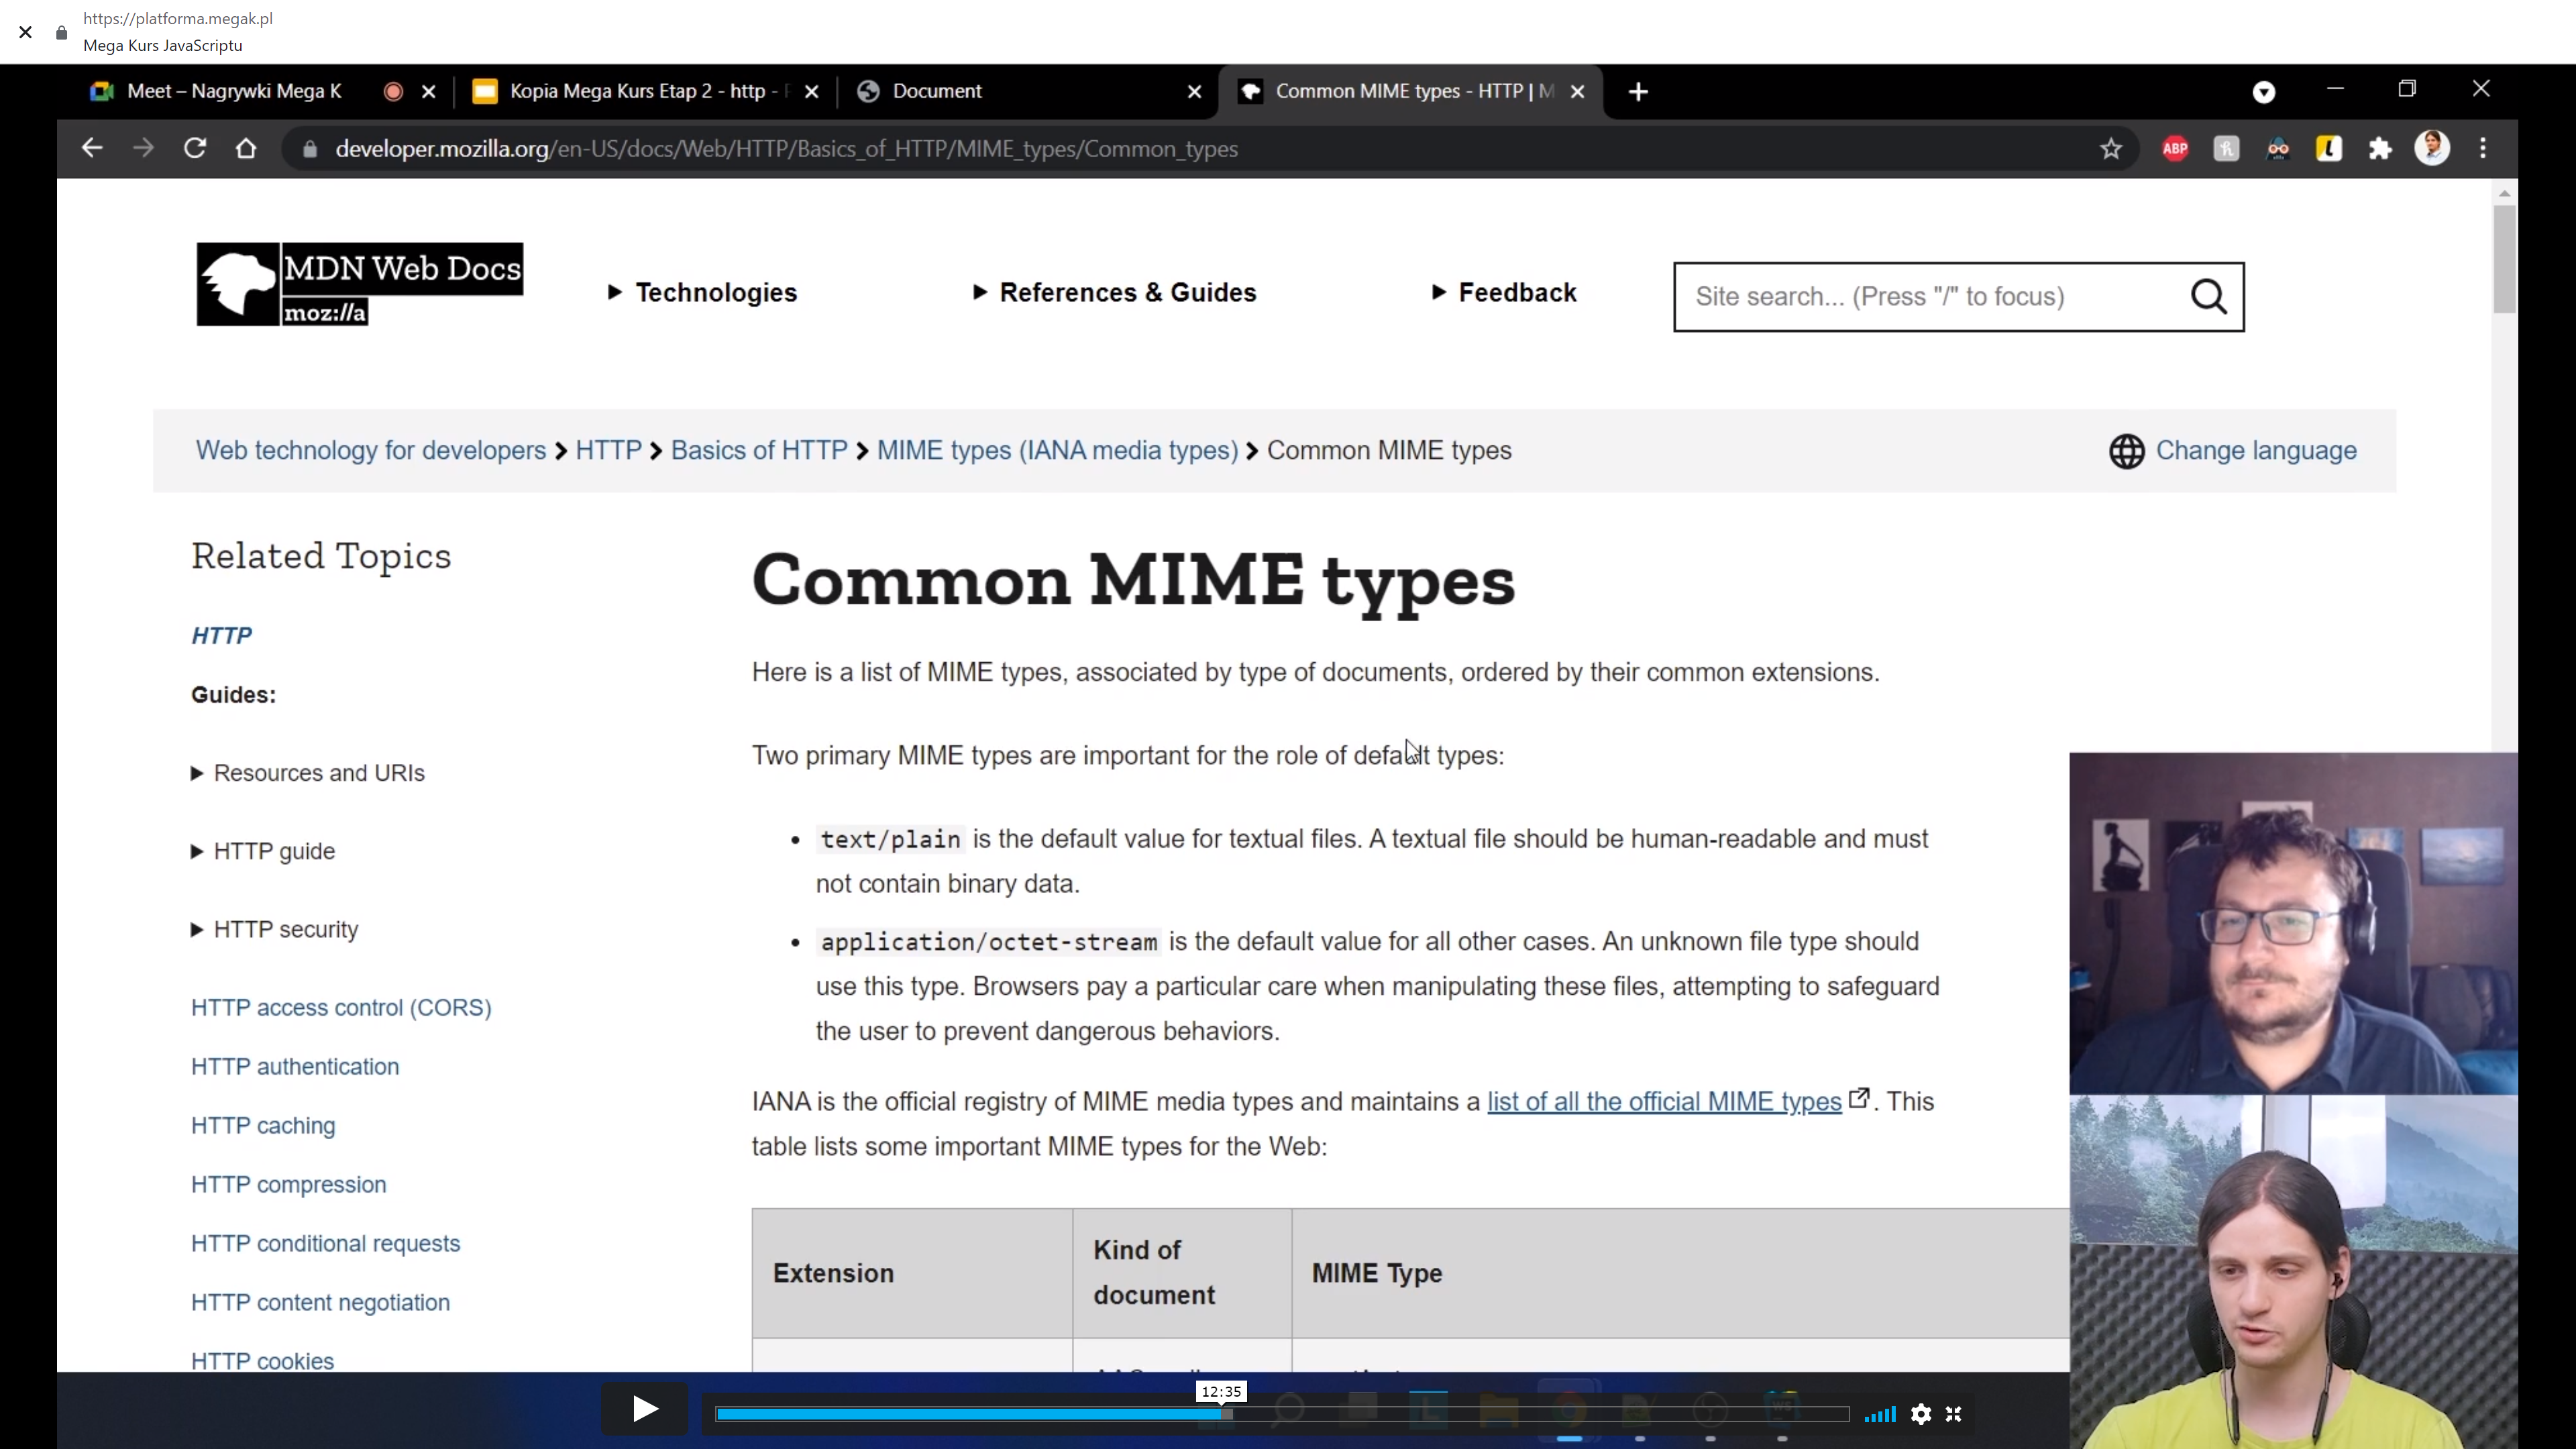 https://platforma.megak.pl
Mega Kurs JavaScriptu
Meet – Nagrywki Mega K
Kopia Mega Kurs Etap 2 - http -
Document
Common MIME types - HTTP | M
developer.mozilla.org/en-US/docs/Web/HTTP/Basics_of_HTTP/MIME_types/Common_types
ABP
MDN Web Docs
moz://a
Technologies
References & Guides
Feedback
Site search... (Press "/" to focus)
Web technology for developers
HTTP
Basics of HTTP
MIME types (IANA media types)
Common MIME types
Change language
Related Topics
HTTP
Guides:
Resources and URIs
HTTP guide
HTTP security
HTTP access control (CORS)
HTTP authentication
HTTP caching
HTTP compression
HTTP conditional requests
HTTP content negotiation
HTTP cookies
Common MIME types
Here is a list of MIME types, associated by type of documents, ordered by their common extensions.
Two primary MIME types are important for the role of default types:
text/plain is the default value for textual files. A textual file should be human-readable and must
not contain binary data.
application/octet-stream is the default value for all other cases. An unknown file type should
use this type. Browsers pay a particular care when manipulating these files, attempting to safeguard
the user to prevent dangerous behaviors.
IANA is the official registry of MIME media types and maintains a list of all the official MIME types . This
table lists some important MIME types for the Web:
Extension
Kind of
document
MIME Type
12:35